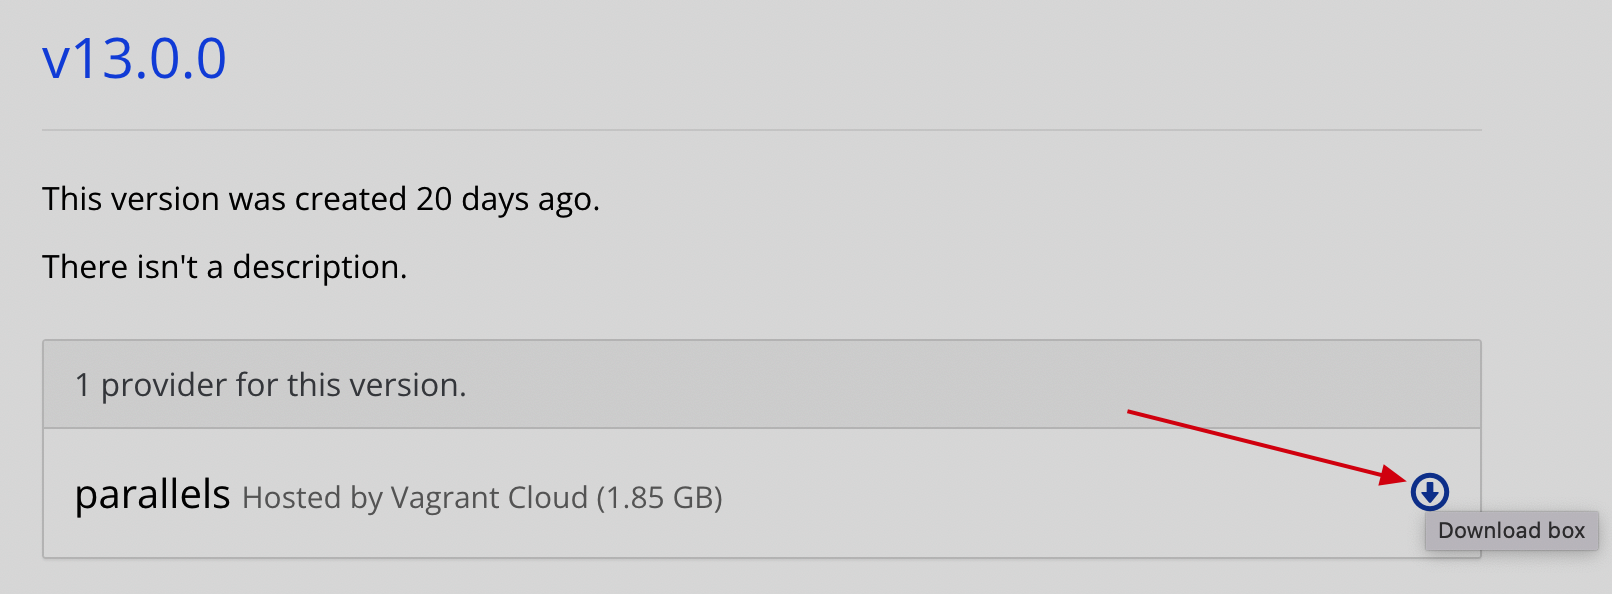 v13.0.0
This version was created 20 days ago.
There isn't a description.
1 provider for this version.
parallels Hosted by Vagrant Cloud (1.85 GB)
Download box